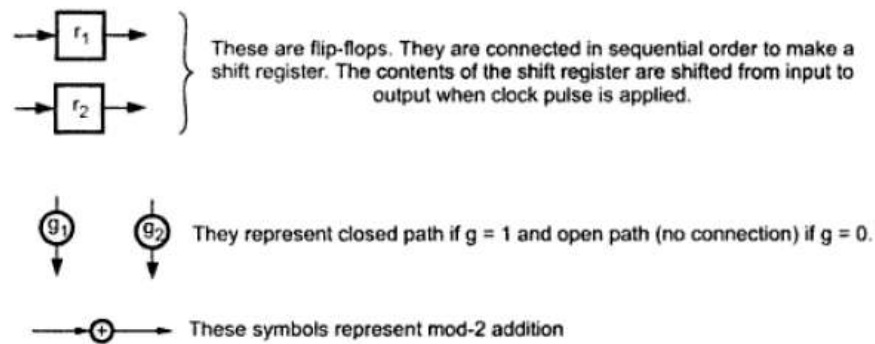 r1
These are flip-flops. They are connected in sequential order to make a
shift register. The contents of the shift register are shifted from input to
output when clock pulse is applied.
r2
g1 g2 They represent closed path if g = 1 and open path (no connection) if g = 0.
+ These symbols represent mod-2 addition